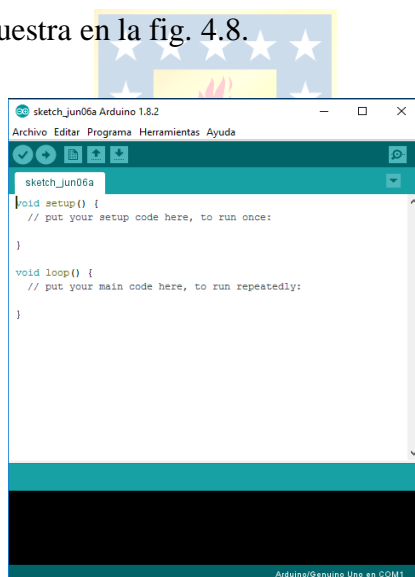 uestra en la fig. 4.8.
sketch_jun06a Arduino 1.8.2
Archivo Editar Programa Herramientas Ayuda
sketch_jun06a
void setup() {
// put your setup code here, to run once:
}
void loop() {
// put your main code here, to run repeatedly:
}
Arduino/Genuino Uno en COM1